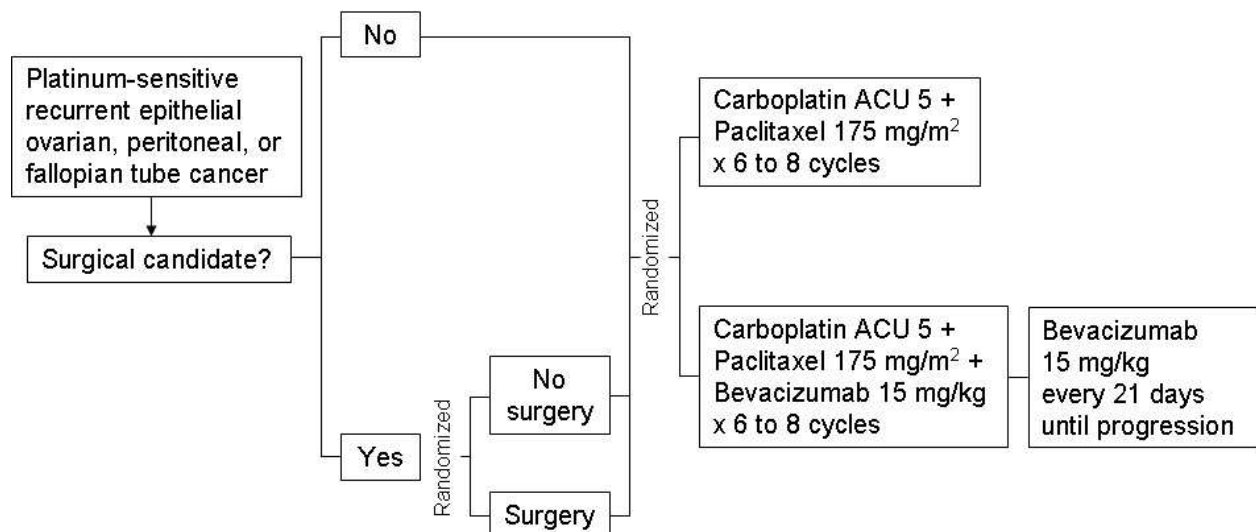 No
Platinum-sensitive
recurrent epithelial
ovarian, peritoneal, or
fallopian tube cancer
Surgical candidate?
Yes
Randomized
No
surgery
Surgery
Randomized
Carboplatin ACU 5 +
Paclitaxel 175 mg/m²
x 6 to 8 cycles
Carboplatin ACU 5 +
Paclitaxel 175 mg/m² +
Bevacizumab 15 mg/kg
x 6 to 8 cycles
Bevacizumab
15 mg/kg
every 21 days
until progression